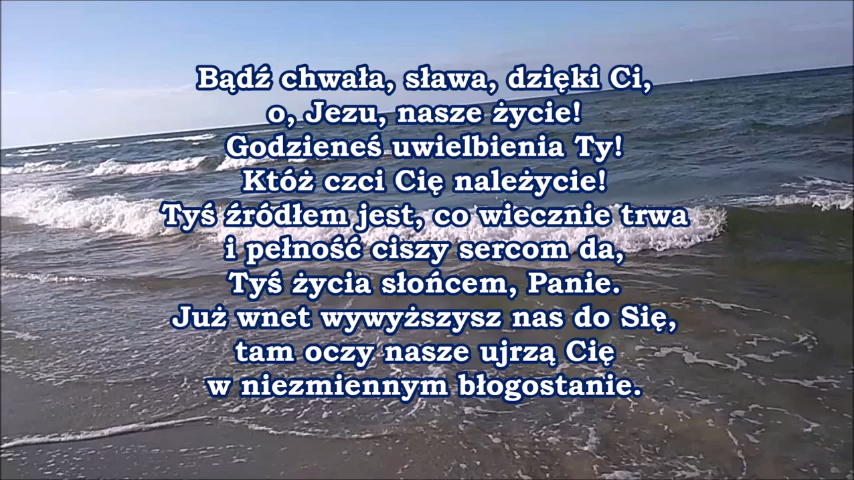 Bądź chwała, sława, dzięki Ci,
o, Jezu, nasze życie!
Godzieneś uwielbienia Ty!
Któż czci Cię należycie!
Tyś źródłem jest, co wiecznie trwa
i pełność ciszy sercom da,
Tyś życia słońcem, Panie.
Już wnet wywyższysz nas do Się,
tam oczy nasze ujrzą Cię
w niezmiennym błogostanie.